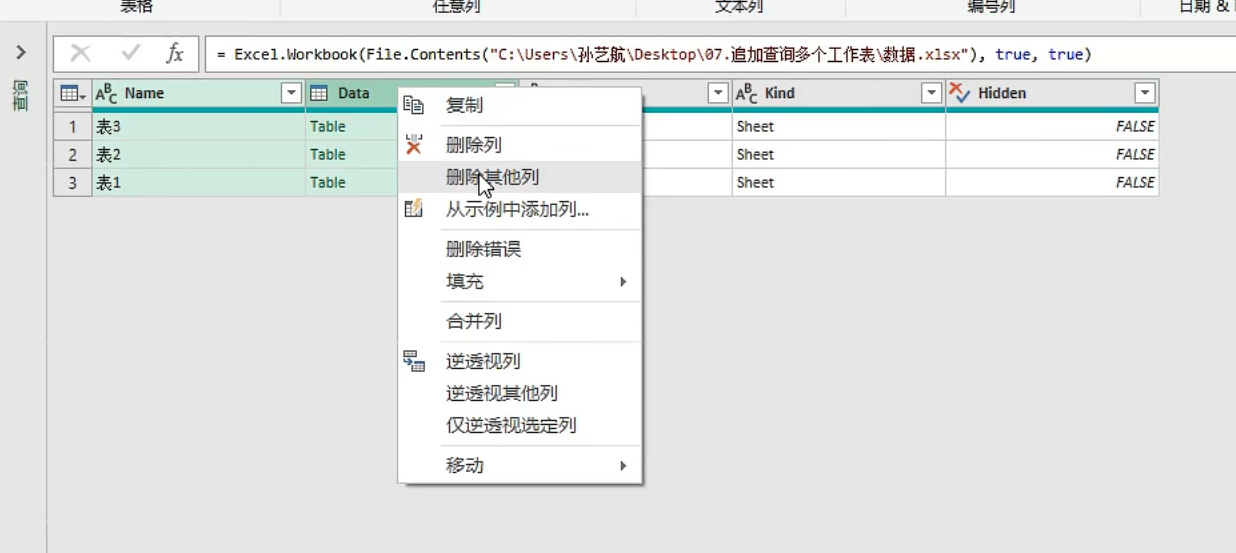 表格 任意列 文本列 编号列 日期 &
查询
fx = Excel.Workbook(File.Contents("C:\Users\孙艺航\Desktop\07.追加查询多个工作表\数据.xlsx"), true, true)
ABC Name Data Kind Hidden
1 表3 Table Sheet FALSE
2 表2 Table Sheet FALSE
3 表1 Table Sheet FALSE
复制
删除列
删除其他列
从示例中添加列...
删除错误
填充
合并列
逆透视列
逆透视其他列
仅逆透视选定列
移动